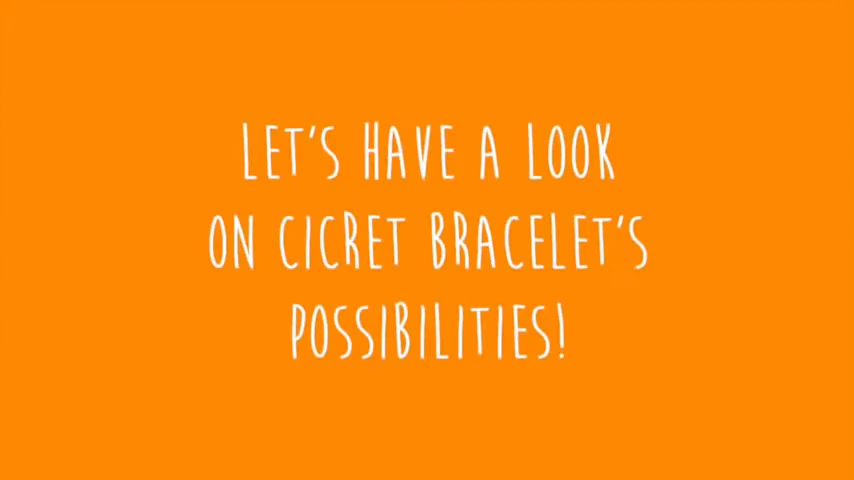 LET'S HAVE A LOOK
ON CICRET BRACELET'S
POSSIBILITIES!